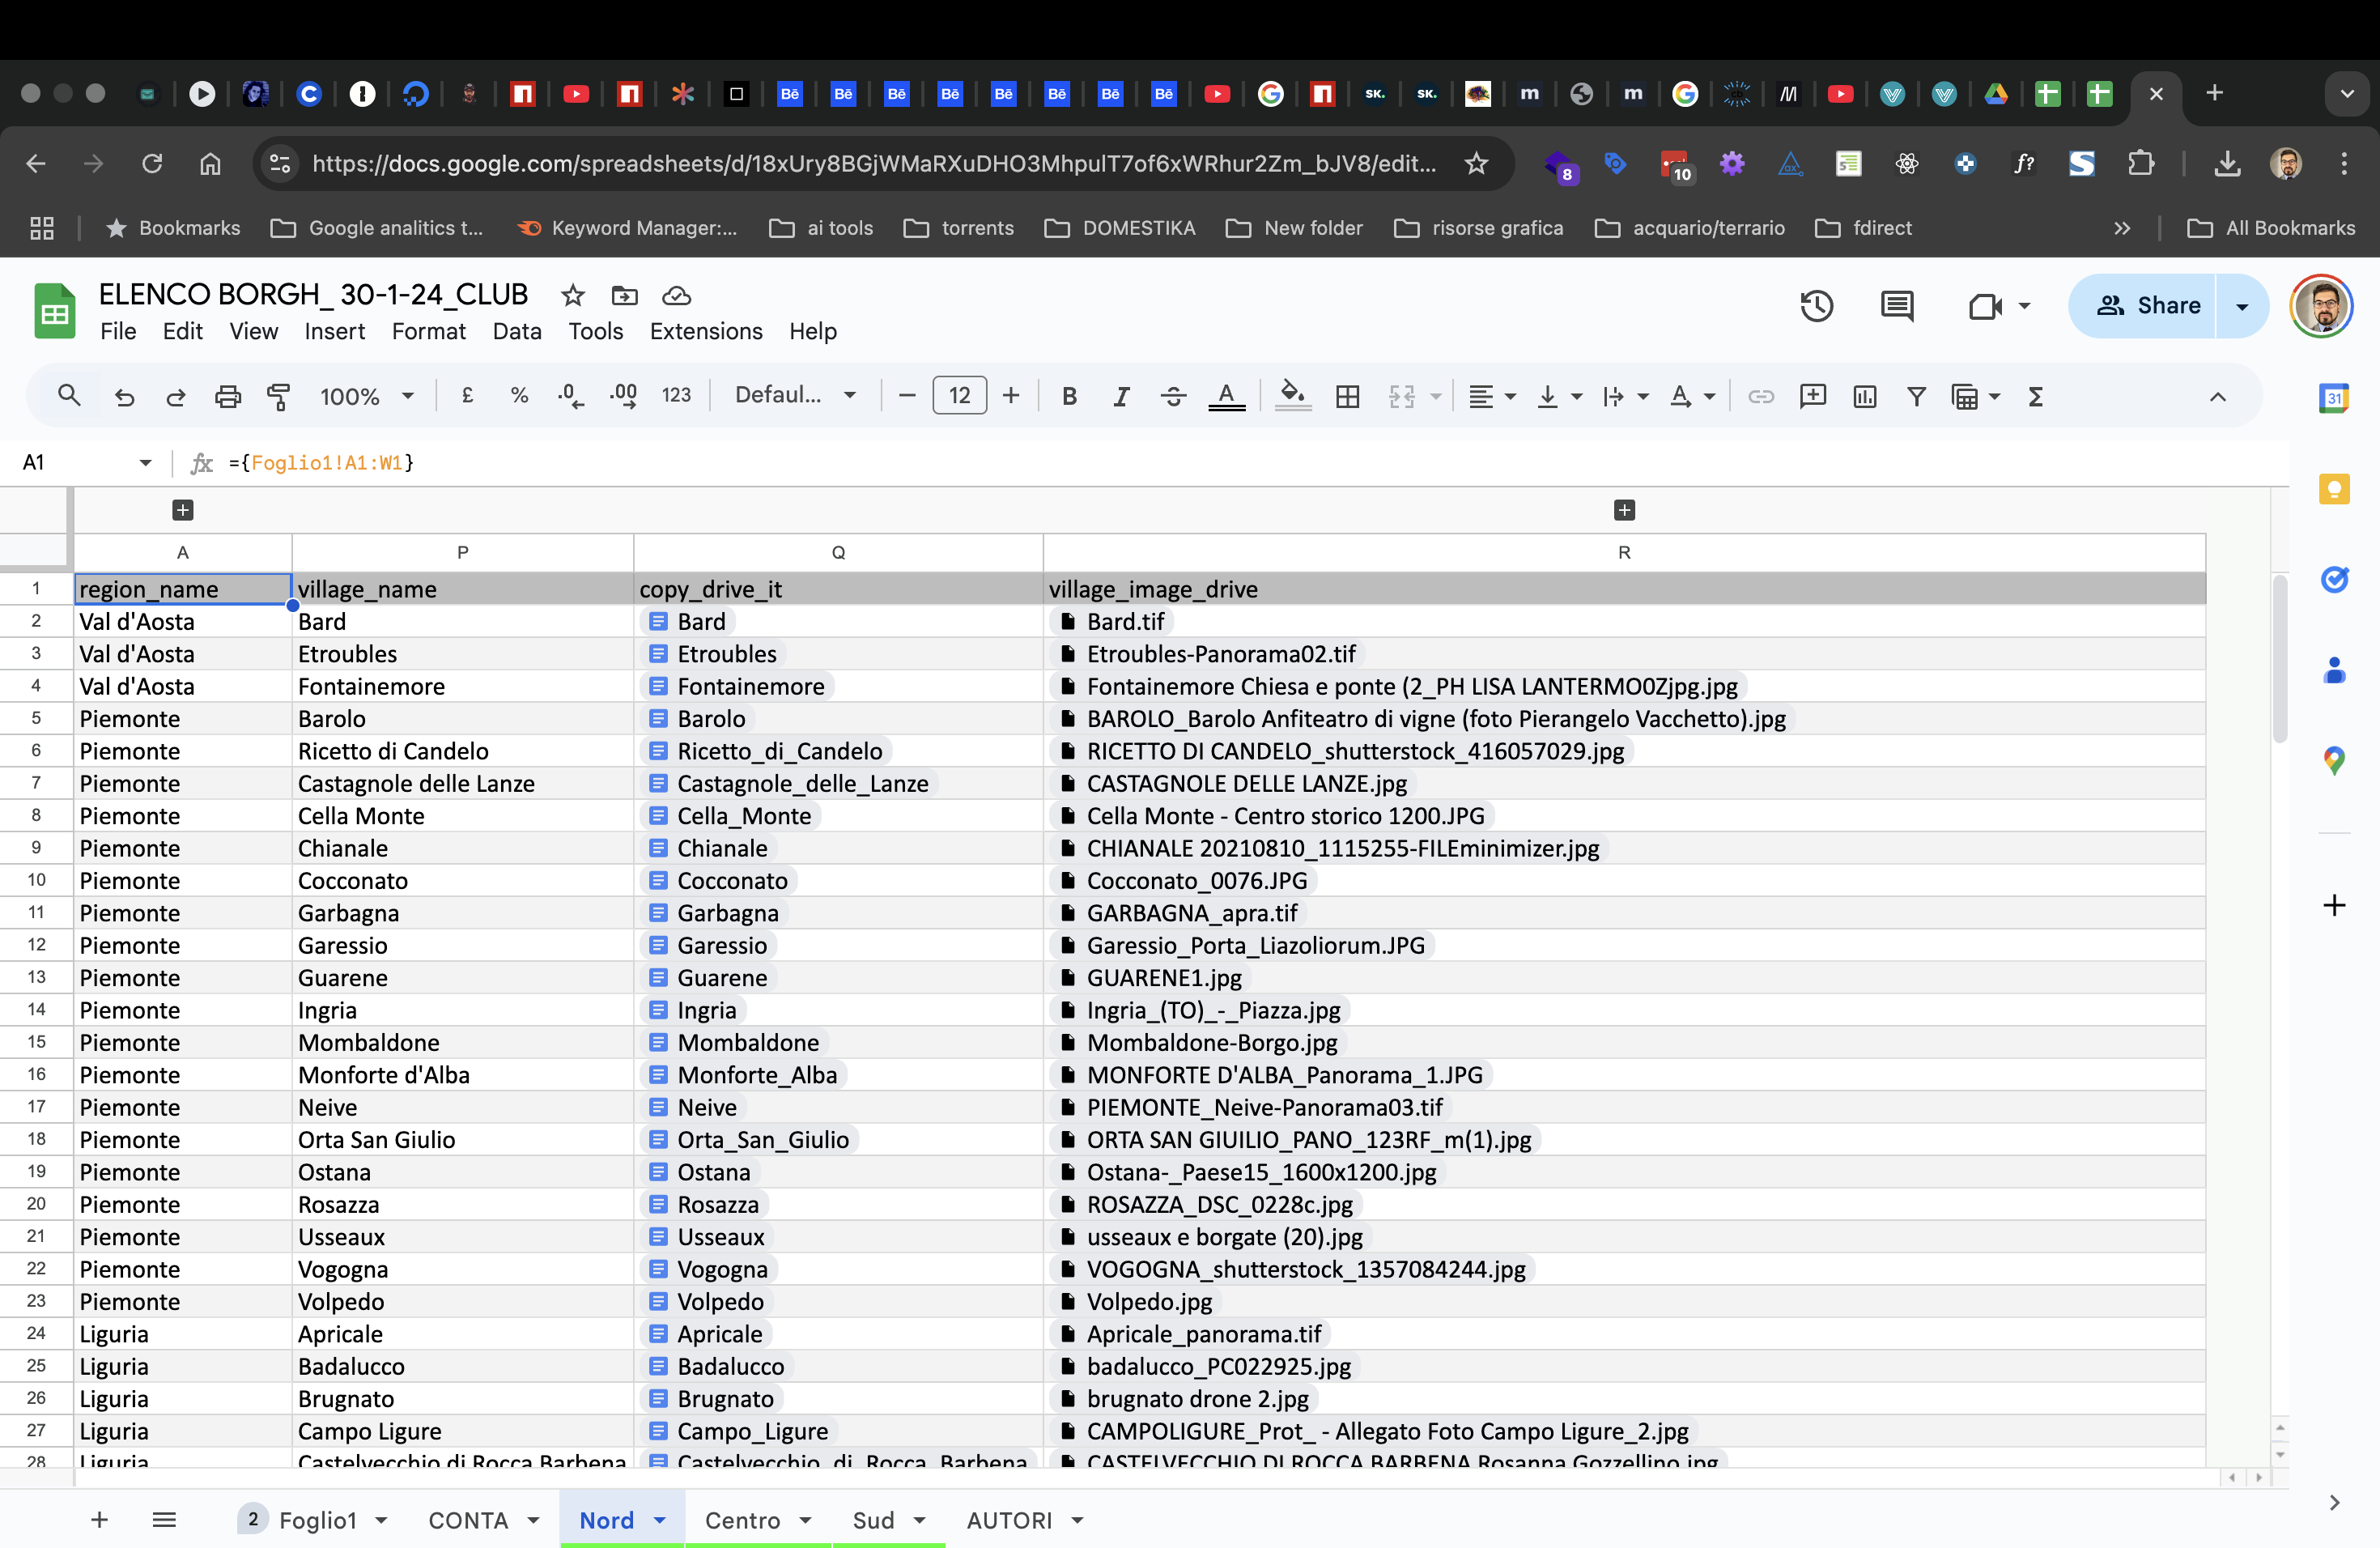 https://docs.google.com/spreadsheets/d/18xUry8BGjWMaRXuDHO3MhpulT7of6xWRhur2Zm_bJV8/edit...
8
10
Bookmarks Google analitics t... Keyword Manager:... ai tools torrents DOMESTIKA New folder risorse grafica acquario/terrario fdirect All Bookmarks
ELENCO BORGH_ 30-1-24_CLUB
File Edit View Insert Format Data Tools Extensions Help
Share
100% £ % .0 .00 123 Defaul... 12 B I A Σ
31
A1 fx ={Foglio1!A1:W1}
A P Q R
1 region_name village_name copy_drive_it village_image_drive
2 Val d'Aosta Bard Bard Bard.tif
3 Val d'Aosta Etroubles Etroubles Etroubles-Panorama02.tif
4 Val d'Aosta Fontainemore Fontainemore Fontainemore Chiesa e ponte (2_PH LISA LANTERMO0Zjpg.jpg
5 Piemonte Barolo Barolo BAROLO_Barolo Anfiteatro di vigne (foto Pierangelo Vacchetto).jpg
6 Piemonte Ricetto di Candelo Ricetto_di_Candelo RICETTO DI CANDELO_shutterstock_416057029.jpg
7 Piemonte Castagnole delle Lanze Castagnole_delle_Lanze CASTAGNOLE DELLE LANZE.jpg
8 Piemonte Cella Monte Cella_Monte Cella Monte - Centro storico 1200.JPG
9 Piemonte Chianale Chianale CHIANALE 20210810_1115255-FILEminimizer.jpg
10 Piemonte Cocconato Cocconato Cocconato_0076.JPG
11 Piemonte Garbagna Garbagna GARBAGNA_apra.tif
12 Piemonte Garessio Garessio Garessio_Porta_Liazoliorum.JPG
13 Piemonte Guarene Guarene GUARENE1.jpg
14 Piemonte Ingria Ingria Ingria_(TO)_-_Piazza.jpg
15 Piemonte Mombaldone Mombaldone Mombaldone-Borgo.jpg
16 Piemonte Monforte d'Alba Monforte_Alba MONFORTE D'ALBA_Panorama_1.JPG
17 Piemonte Neive Neive PIEMONTE_Neive-Panorama03.tif
18 Piemonte Orta San Giulio Orta_San_Giulio ORTA SAN GIUILIO_PANO_123RF_m(1).jpg
19 Piemonte Ostana Ostana Ostana-_Paese15_1600x1200.jpg
20 Piemonte Rosazza Rosazza ROSAZZA_DSC_0228c.jpg
21 Piemonte Usseaux Usseaux usseaux e borgate (20).jpg
22 Piemonte Vogogna Vogogna VOGOGNA_shutterstock_1357084244.jpg
23 Piemonte Volpedo Volpedo Volpedo.jpg
24 Liguria Apricale Apricale Apricale_panorama.tif
25 Liguria Badalucco Badalucco badalucco_PC022925.jpg
26 Liguria Brugnato Brugnato brugnato drone 2.jpg
27 Liguria Campo Ligure Campo_Ligure CAMPOLIGURE_Prot_ - Allegato Foto Campo Ligure_2.jpg
28 Liguria Castelvecchio di Rocca Barbena Castelvecchio_di_Rocca_Barbena CASTELVECCHIO DI ROCCA BARBENA Rosanna Gozzellino.jpg
2 Foglio1 CONTA Nord Centro Sud AUTORI